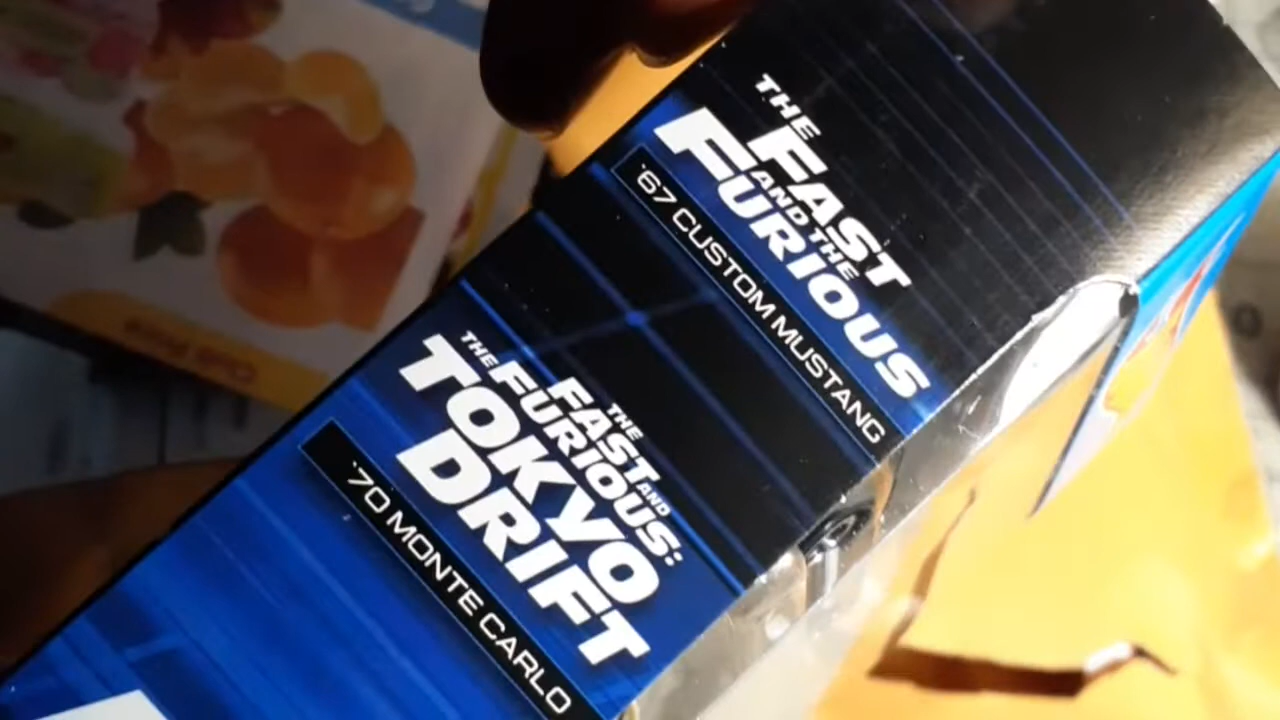 THE
FAST
AND THE
FURIOUS
'67 CUSTOM MUSTANG
THE
FAST AND
THE FURIOUS:
TOKYO
DRIFT
'70 MONTE CARLO